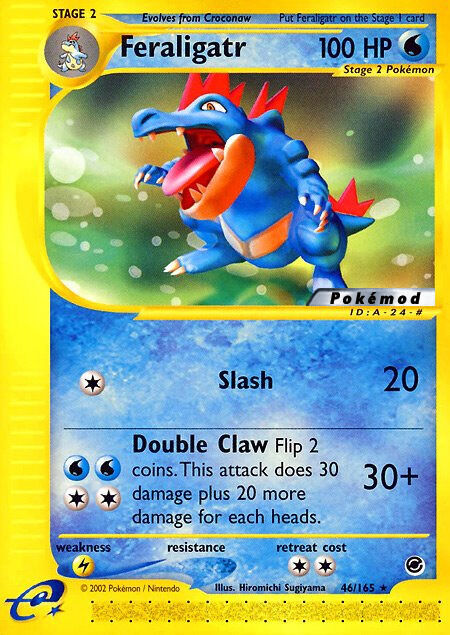 STAGE 2
Evolves from Croconaw
Put Feraligatr on the Stage 1 card
Feraligatr
100 HP
Stage 2 Pokémon
Pokémod
ID:A-24-#
Slash
20
Double Claw Flip 2
coins. This attack does 30
damage plus 20 more
damage for each heads.
30+
weakness
resistance
retreat cost
©2002 Pokémon / Nintendo
Illus. Hiromichi Sugiyama
46/165 ★
e